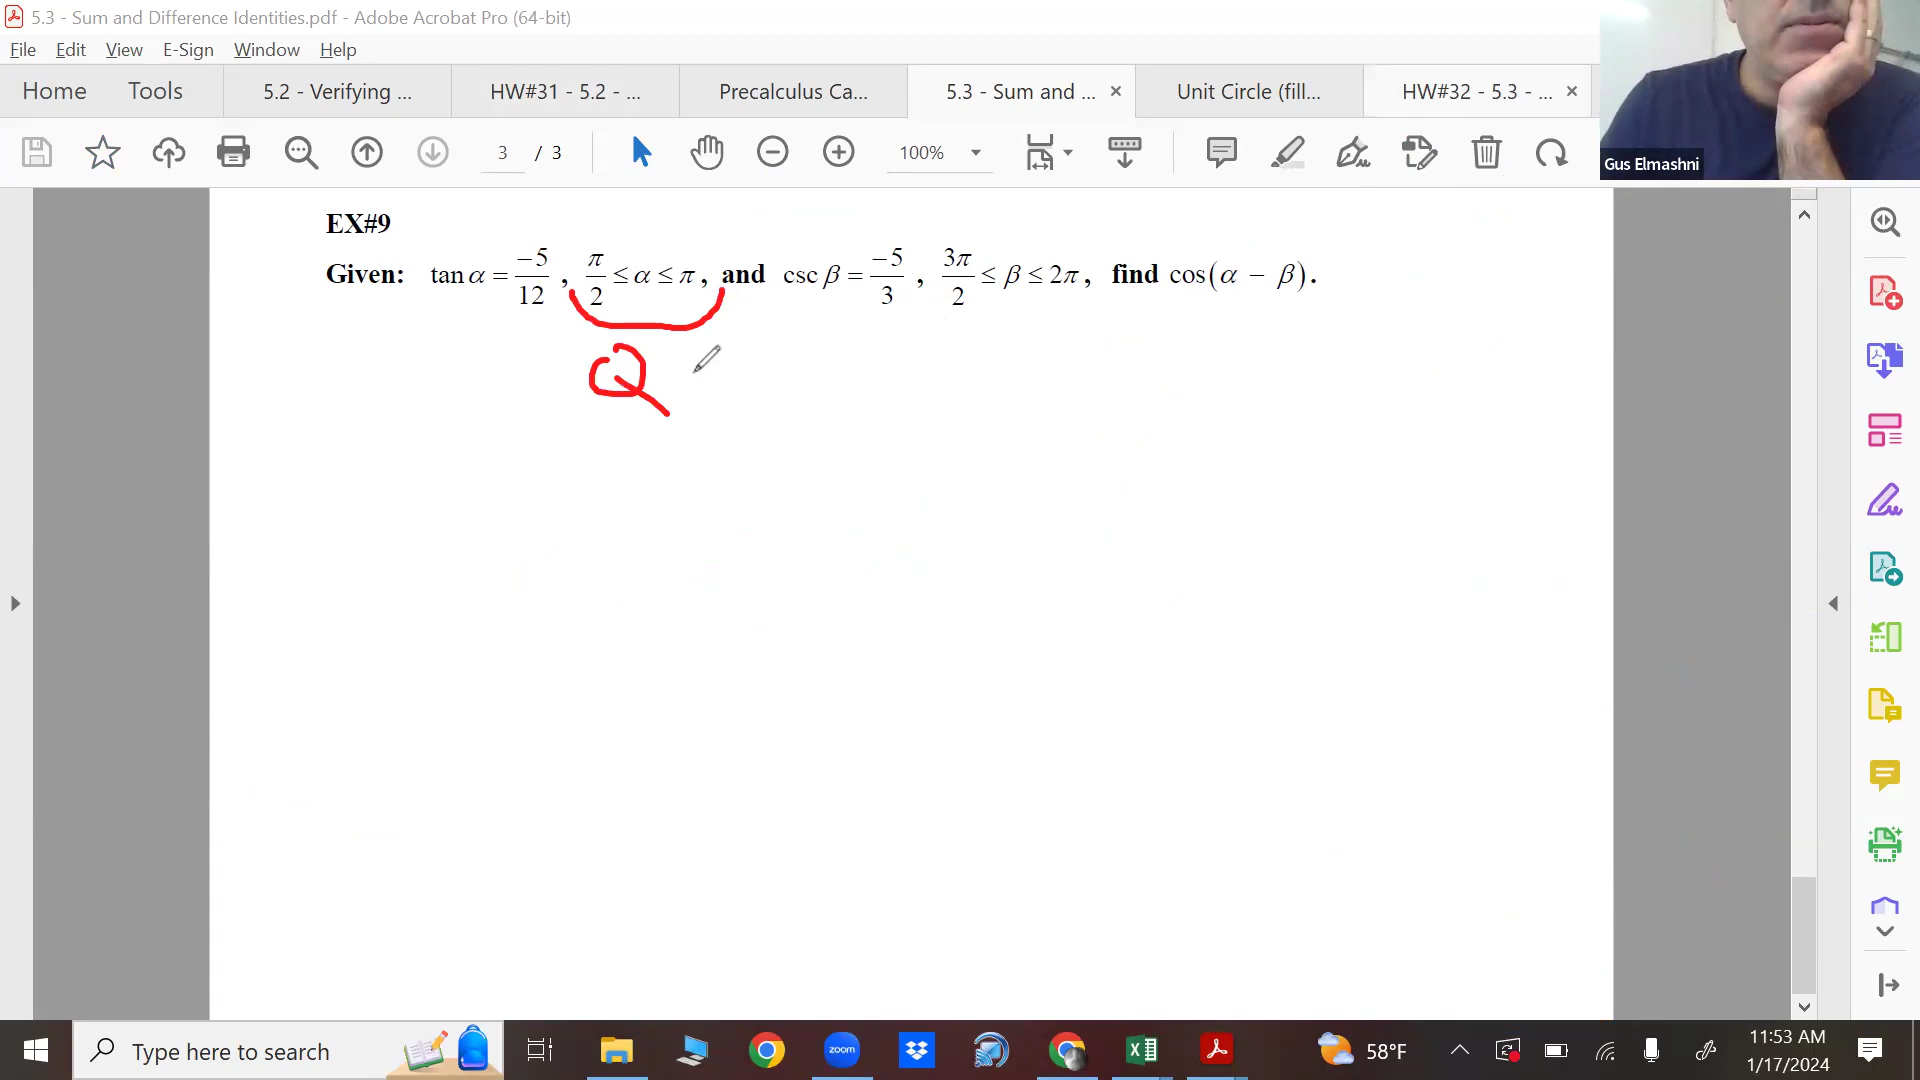 5.3 - Sum and Difference Identities.pdf - Adobe Acrobat Pro (64-bit)
File Edit View E-Sign Window Help
Home Tools 5.2 - Verifying ... HW#31 - 5.2 - ... Precalculus Ca... 5.3 - Sum and ... × Unit Circle (fill... HW#32 - 5.3 - ... ×
3 / 3 100%
Gus Elmashni
EX#9
Given: tan α = -5/12 , π/2 ≤ α ≤ π, and csc β = -5/3 , 3π/2 ≤ β ≤ 2π, find cos(α − β).
Q
Type here to search
zoom
58°F
11:53 AM
1/17/2024